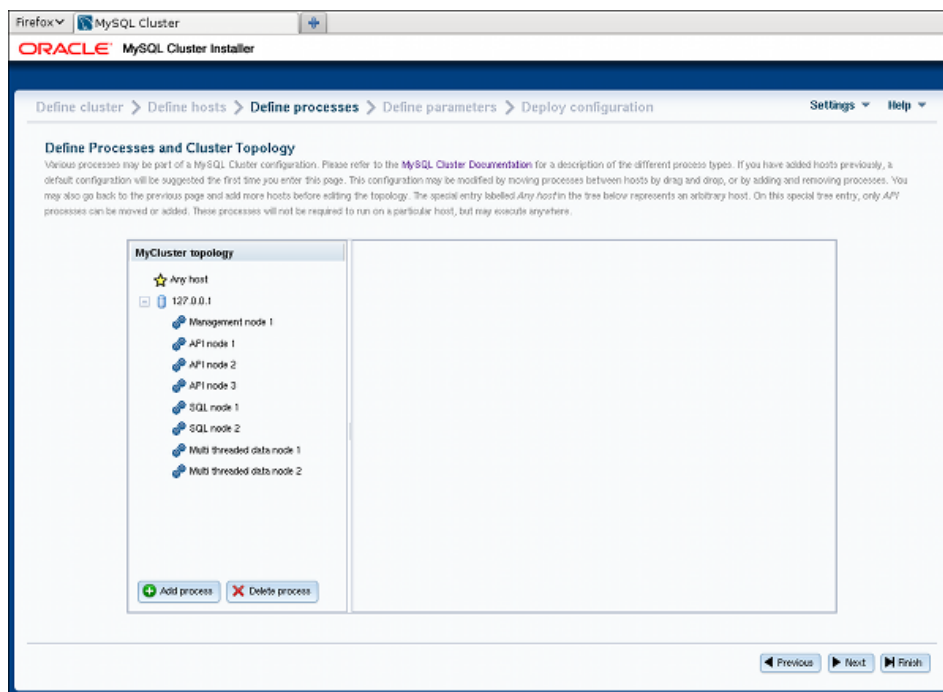 Firefox
MySQL Cluster
ORACLE MySQL Cluster Installer
Define cluster > Define hosts > Define processes > Define parameters > Deploy configuration Settings Help
Define Processes and Cluster Topology
Various processes may be part of a MySQL Cluster configuration. Please refer to the MySQL Cluster Documentation for a description of the different process types. If you have added hosts previously, a
default configuration will be suggested the first time you enter this page. This configuration may be modified by moving processes between hosts by drag and drop, or by adding and removing processes. You
may also go back to the previous page and add more hosts before editing the topology. The special entry labelled Any host in the tree below represents an arbitrary host. On this special tree entry, only API
processes can be moved or added. These processes will not be required to run on a particular host, but may execute anywhere.
MyCluster topology
Any host
127.0.0.1
Management node 1
API node 1
API node 2
API node 3
SQL node 1
SQL node 2
Multi threaded data node 1
Multi threaded data node 2
Add process Delete process
Previous Next Finish